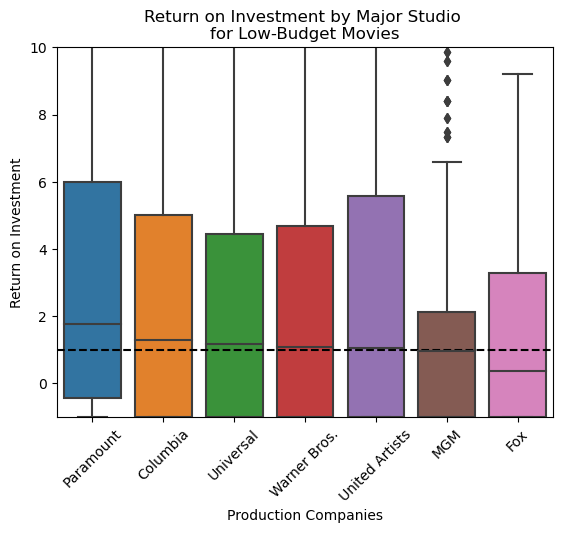 Return on Investment by Major Studio
for Low-Budget Movies
Return on Investment
10
8
6
4
2
0
Paramount
Columbia
Universal
Warner Bros.
United Artists
MGM
Fox
Production Companies